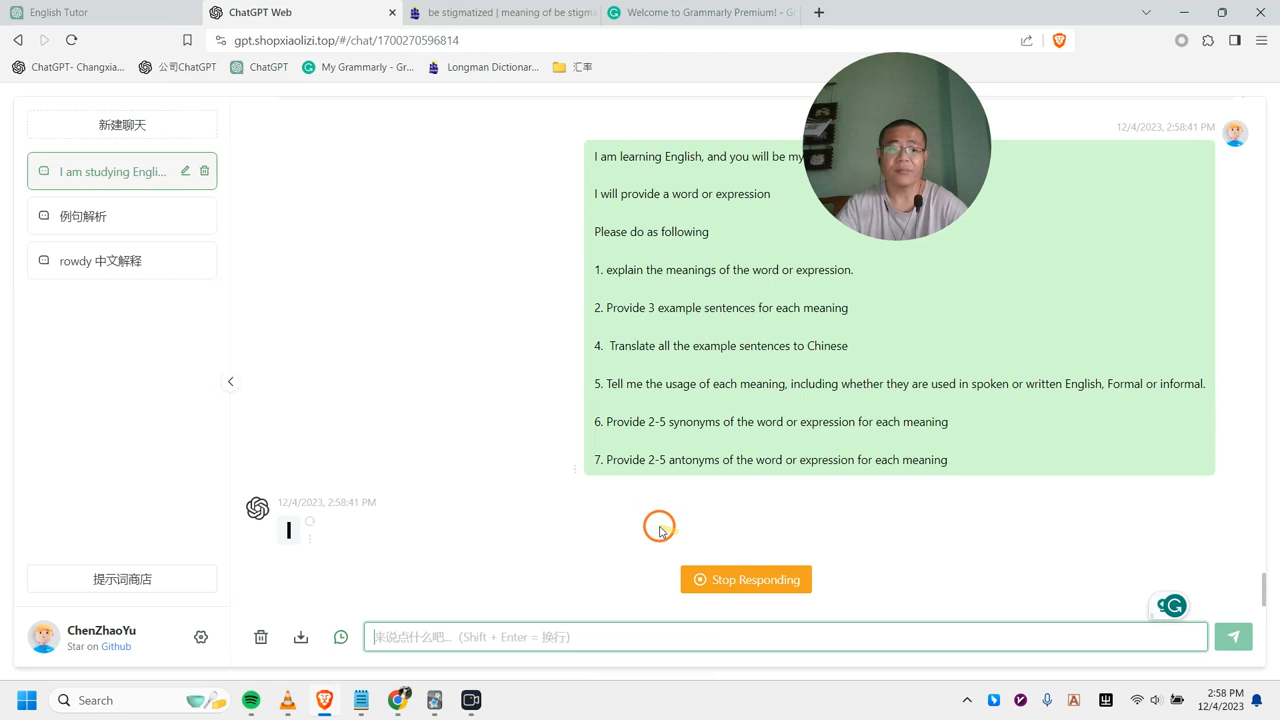 English Tutor
ChatGPT Web
be stigmatized | meaning of be stigma
Welcome to Grammarly Premium! - Gr
gpt.shopxiaolizi.top/#/chat/1700270596814
ChatGPT- Changxia...
公司ChatGPT
ChatGPT
My Grammarly - Gr...
Longman Dictionar...
汇率
新建聊天
I am studying Engli...
例句解析
rowdy 中文解释
12/4/2023, 2:58:41 PM
I am learning English, and you will be my
I will provide a word or expression
Please do as following
1. explain the meanings of the word or expression.
2. Provide 3 example sentences for each meaning
4. Translate all the example sentences to Chinese
5. Tell me the usage of each meaning, including whether they are used in spoken or written English, Formal or informal.
6. Provide 2-5 synonyms of the word or expression for each meaning
7. Provide 2-5 antonyms of the word or expression for each meaning
12/4/2023, 2:58:41 PM
Stop Responding
提示词商店
ChenZhaoYu
Star on Github
来说点什么吧...（Shift + Enter = 换行）
Search
2:58 PM
12/4/2023